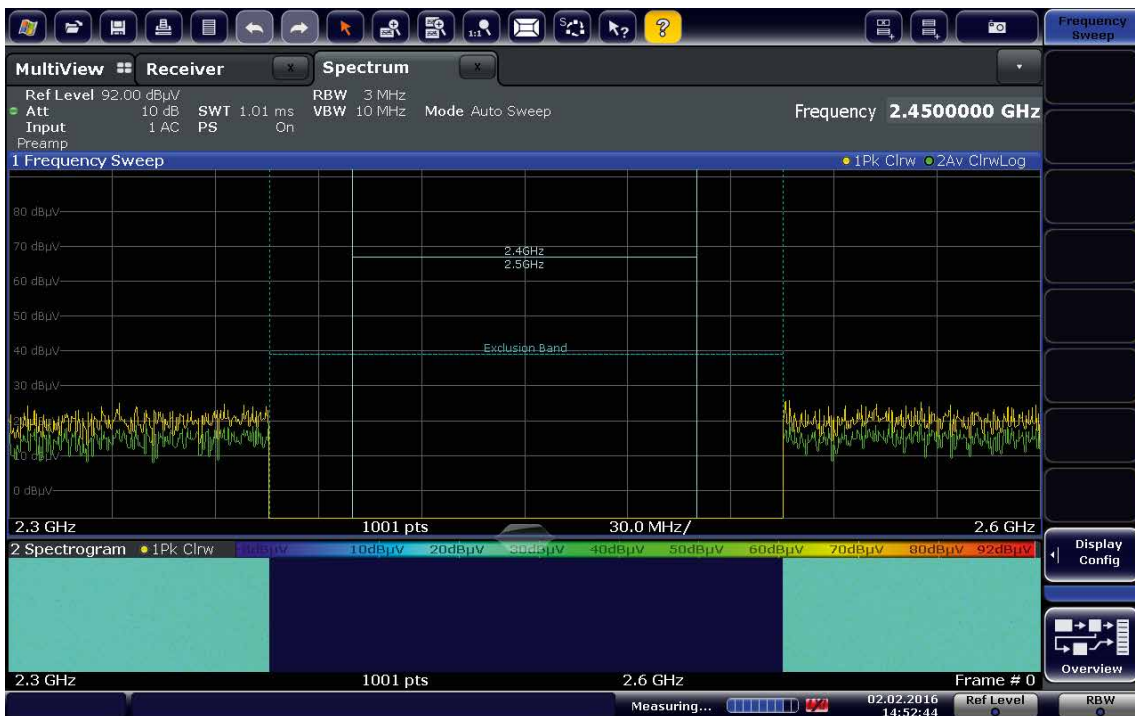 1:1
S
?
?
Frequency
Sweep
MultiView
Receiver
x
Spectrum
x
Ref Level 92.00 dBµV
RBW 3 MHz
Att 10 dB SWT 1.01 ms VBW 10 MHz Mode Auto Sweep
Frequency 2.4500000 GHz
Input 1 AC PS On
Preamp
1 Frequency Sweep
1Pk Clrw 2Av ClrwLog
80 dBµV
70 dBµV
2.4GHz
2.5GHz
60 dBµV
50 dBµV
40 dBµV
Exclusion Band
30 dBµV
0 dBµV
2.3 GHz 1001 pts 30.0 MHz/ 2.6 GHz
2 Spectrogram 1Pk Clrw
10dBµV 20dBµV 30dBµV 40dBµV 50dBµV 60dBµV 70dBµV 80dBµV 92dBµV
Display
Config
2.3 GHz 1001 pts 2.6 GHz Frame # 0
Overview
Measuring...
02.02.2016
14:52:44
Ref Level
RBW